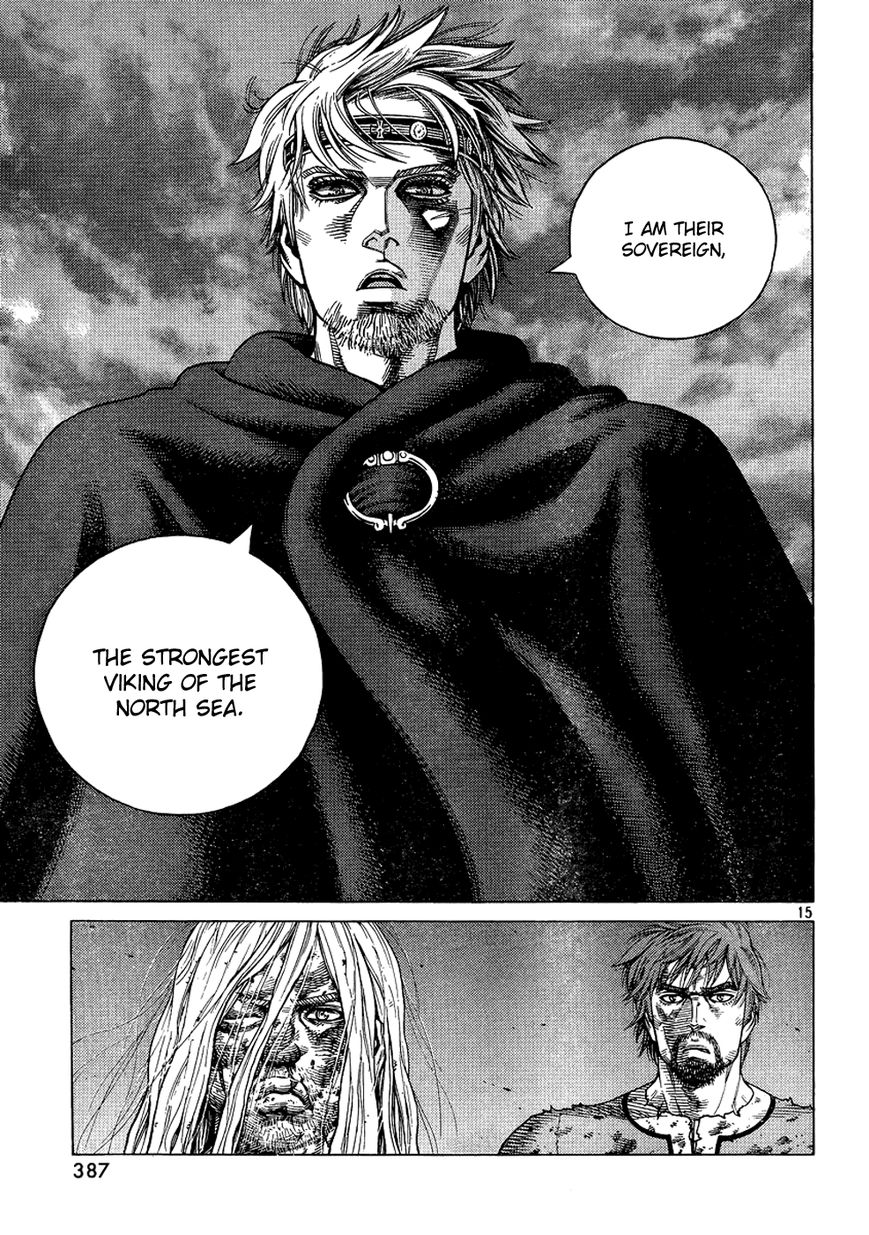 I AM THEIR
SOVEREIGN,
THE STRONGEST
VIKING OF THE
NORTH SEA.
15
387